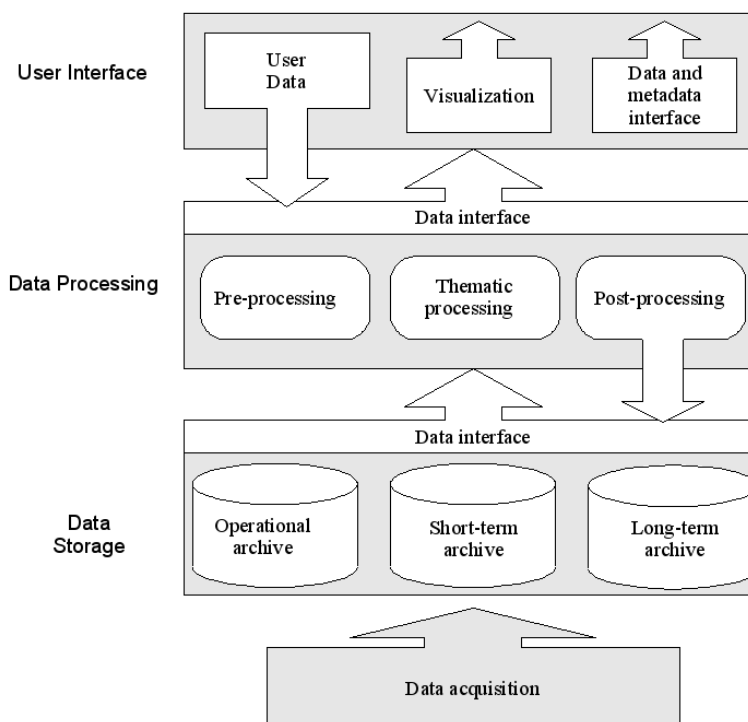 User Interface
User
Data
Visualization
Data and
metadata
interface
Data interface
Data Processing
Pre-processing
Thematic
processing
Post-processing
Data interface
Data
Storage
Operational
archive
Short-term
archive
Long-term
archive
Data acquisition